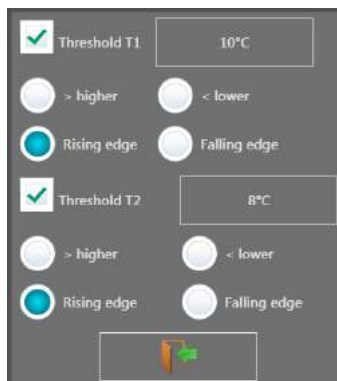 Threshold T1 10°C
> higher < lower
Rising edge Falling edge
Threshold T2 8°C
> higher < lower
Rising edge Falling edge